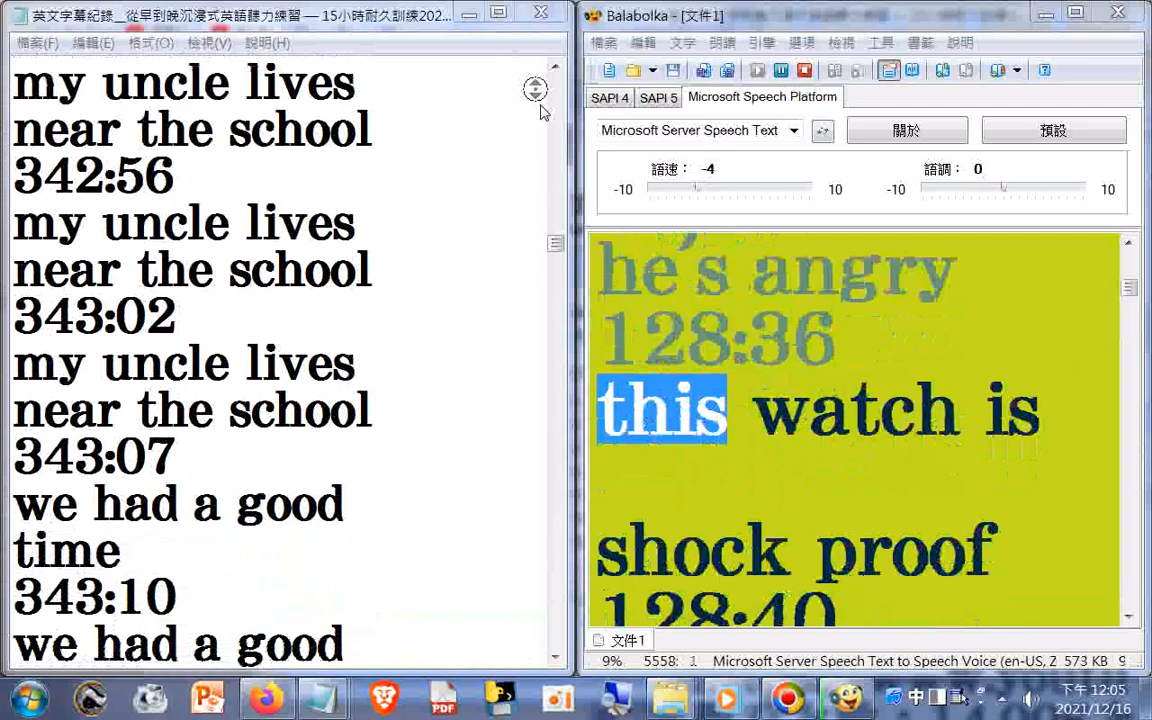 英文字幕紀錄__從早到晚沉浸式英語聽力練習 — 15小時耐久訓練202...
檔案(F) 編輯(E) 格式(O) 檢視(V) 說明(H)
my uncle lives
near the school
342:56
my uncle lives
near the school
343:02
my uncle lives
near the school
343:07
we had a good
time
343:10
we had a good
Balabolka - [文件1]
檔案 編輯 文字 朗讀 引擎 選項 檢視 工具 書籤 說明
SAPI 4 SAPI 5 Microsoft Speech Platform
Microsoft Server Speech Text 關於 預設
語速： -4 語調： 0
-10 10 -10 10
he's angry
128:36
this watch is
shock proof
128:40
文件1
9% 5558: 1 Microsoft Server Speech Text to Speech Voice (en-US, Z 573 KB 9
PDF
中
下午 12:05
2021/12/16